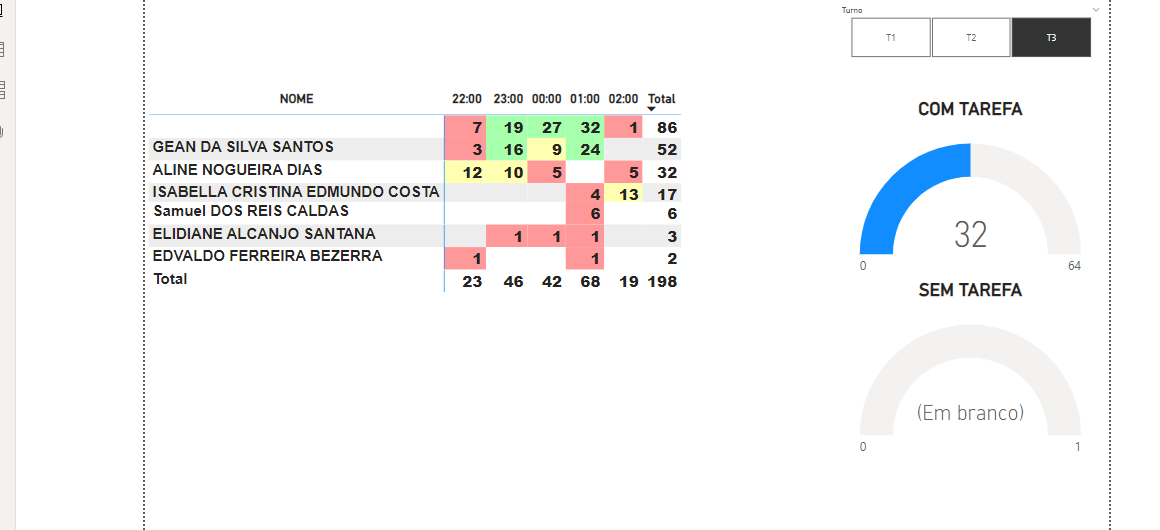 Turno
T1 T2 T3
NOME 22:00 23:00 00:00 01:00 02:00 Total
7 19 27 32 1 86
GEAN DA SILVA SANTOS 3 16 9 24 52
ALINE NOGUEIRA DIAS 12 10 5 5 32
ISABELLA CRISTINA EDMUNDO COSTA 4 13 17
Samuel DOS REIS CALDAS 6 6
ELIDIANE ALCANJO SANTANA 1 1 1 3
EDVALDO FERREIRA BEZERRA 1 1 2
Total 23 46 42 68 19 198
COM TAREFA
32
0 64
SEM TAREFA
(Em branco)
0 1